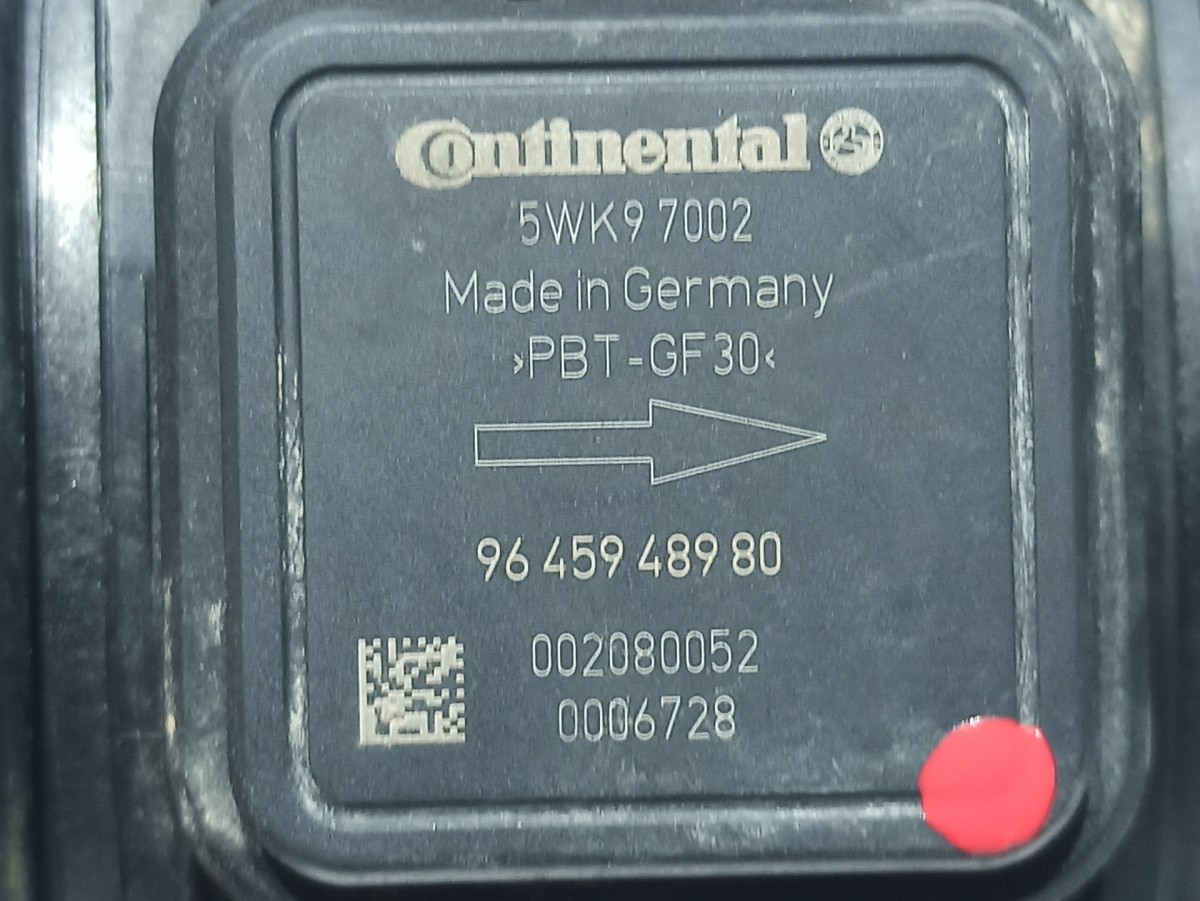 Continental
5WK9 7002
Made in Germany
>PBT-GF30<
96 459 489 80
002080052
0006728